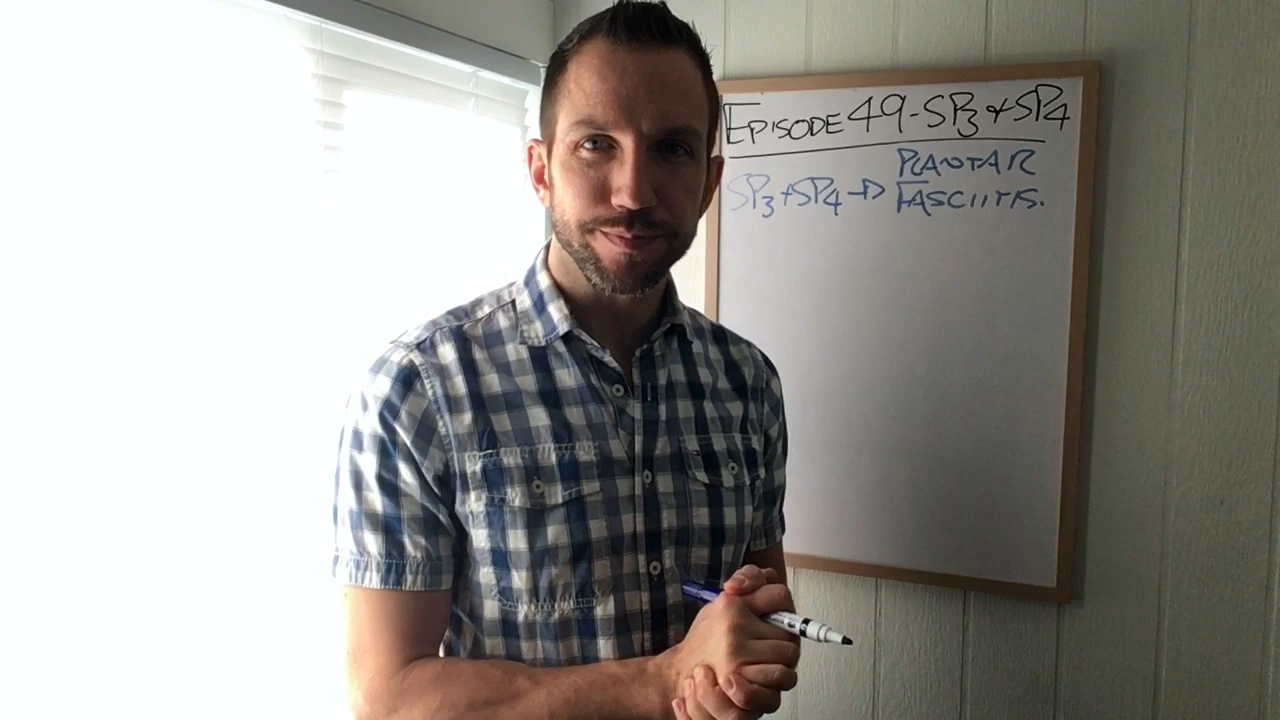 EPISODE 49-SP3 & SP4
SP3+SP4 → PLANTAR
FASCIITIS.